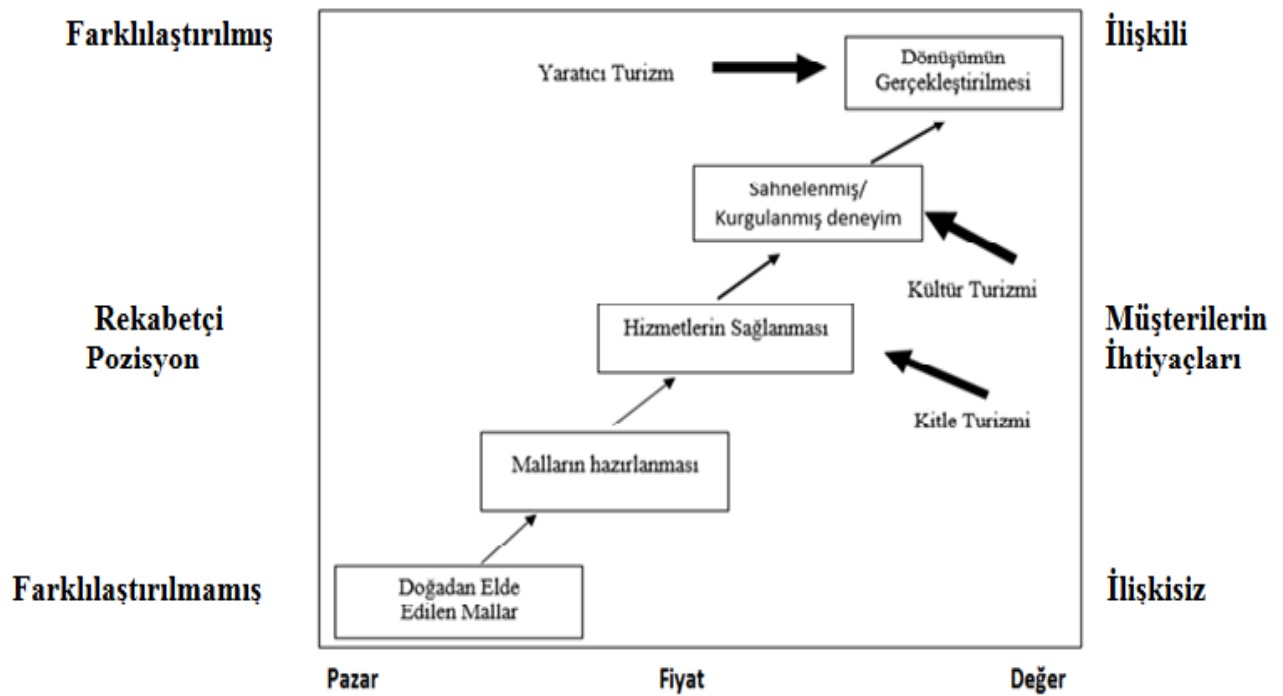 Farklılaştırılmış
İlişkili
Dönüşümün
Gerçekleştirilmesi
Yaratıcı Turizm
Sahnelenmiş/
Kurgulanmış deneyim
Kültür Turizmi
Rekabetçi
Pozisyon
Hizmetlerin Sağlanması
Müşterilerin
İhtiyaçları
Kitle Turizmi
Malların hazırlanması
Farklılaştırılmamış
Doğadan Elde
Edilen Mallar
İlişkisiz
Pazar
Fiyat
Değer